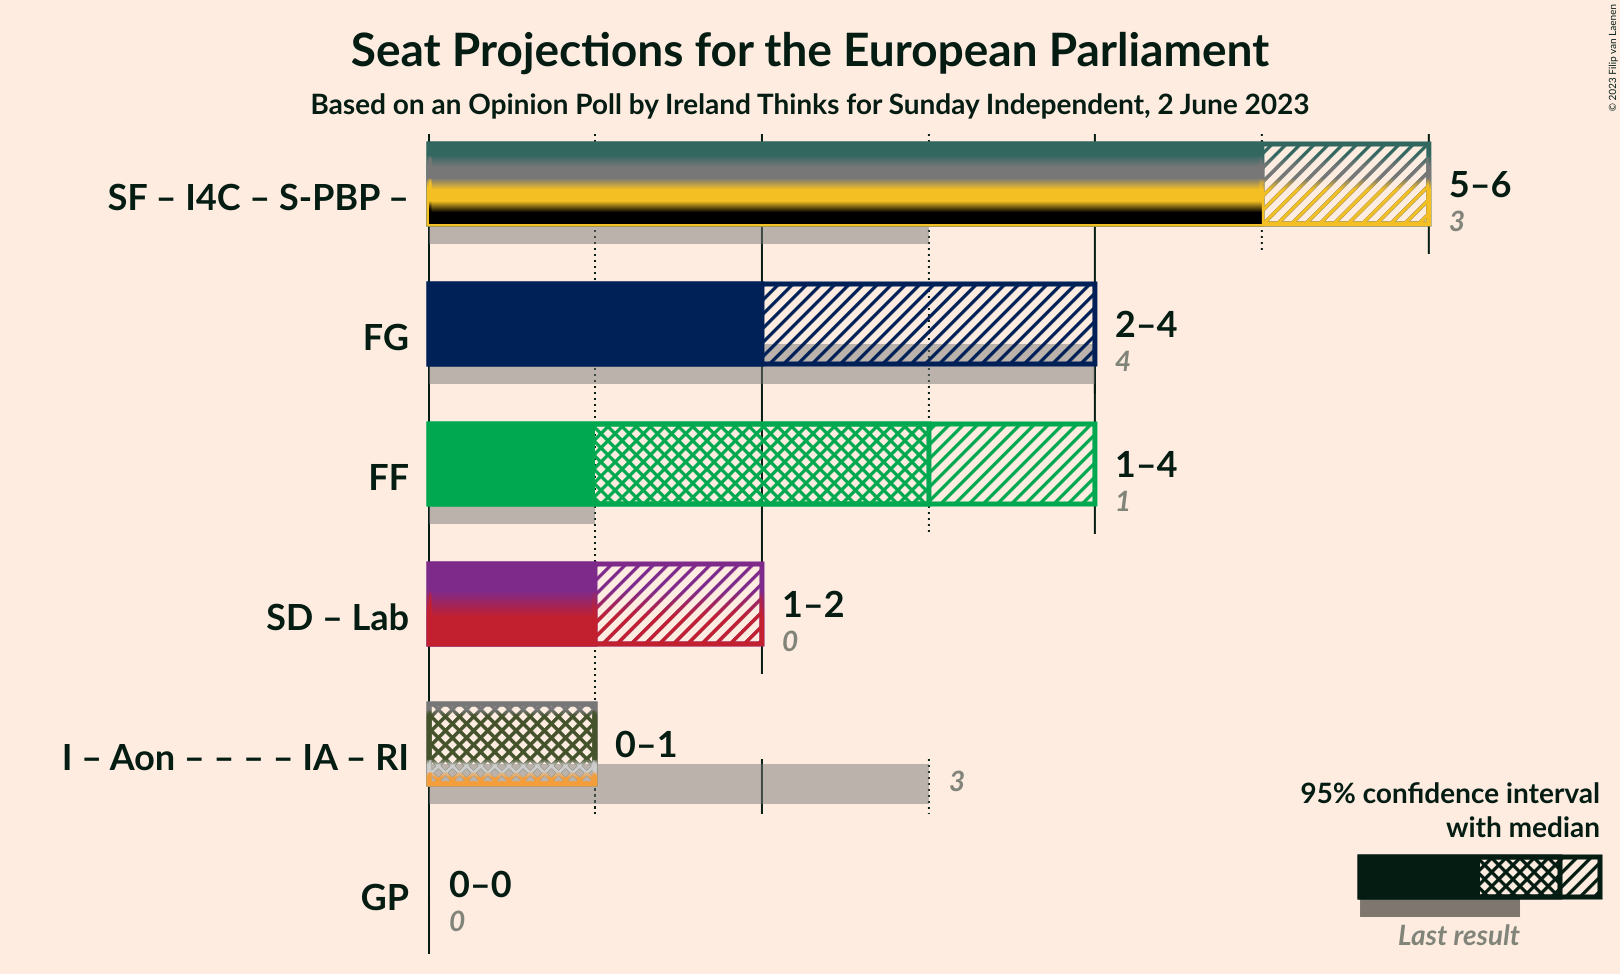 Seat Projections for the European Parliament
Based on an Opinion Poll by Ireland Thinks for Sunday Independent, 2 June 2023
© 2023 Filip van Laenen
SF – I4C – S-PBP –
5–6
3
FG
2–4
4
FF
1–4
1
SD – Lab
1–2
0
I – Aon – – – – IA – RI
0–1
3
GP
0–0
0
95% confidence interval
with median
Last result